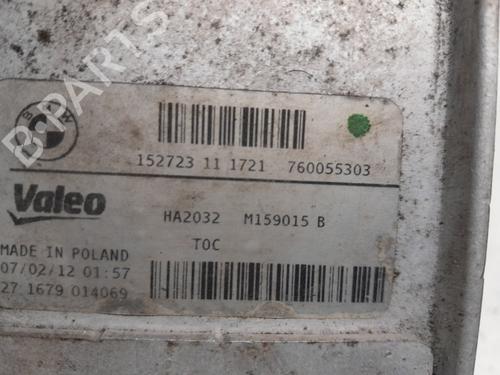 B-PARTS
BMW
152723 11 1721 760055303
Valeo
HA2032 M159015 B
TOC
MADE IN POLAND
07/02/12 01:57
27 1679 014069